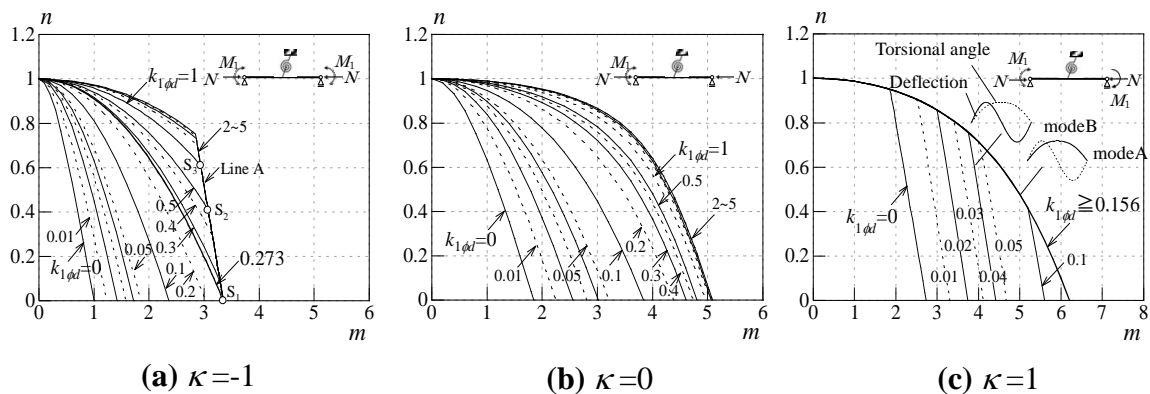 n
1.2
1
0.8
0.6
0.4
0.2
0
0 1 2 3 4 5 6
m
M₁ M₁
N N
k₁φd=1
2~5
S₃
Line A
S₂
0.5
0.4
0.3
0.273
S₁
0.01
k₁φd=0
0.05
0.1
0.2
(a) κ=-1
n
1.2
1
0.8
0.6
0.4
0.2
0
0 1 2 3 4 5 6
m
M₁
N N
k₁φd=1
0.5
2~5
k₁φd=0
0.2
0.01
0.05
0.1
0.3
0.4
(b) κ=0
n
1.2
1
0.8
0.6
0.4
0.2
0
0 1 2 3 4 5 6 7 8
m
Torsional angle
Deflection
M₁
N N
M₁
modeB
modeA
k₁φd≧0.156
k₁φd=0
0.03
0.01
0.02
0.04
0.05
0.1
(c) κ=1